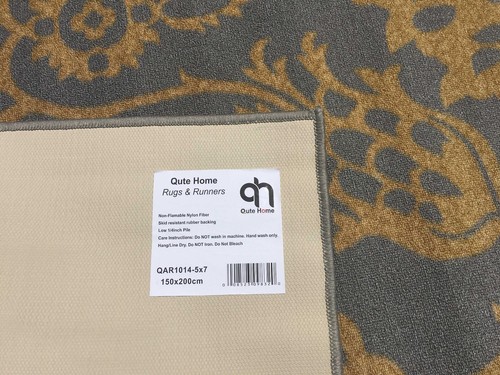 Qute Home
Rugs & Runners
qh
Qute Home
Non-Flamable Nylon Fiber
Skid resistant rubber backing
Low 1/4inch Pile
Care Instructions: Do NOT wash in machine. Hand wash only.
Hang/Line Dry. Do NOT Iron. Do Not Bleach
QAR1014-5x7
150x200cm